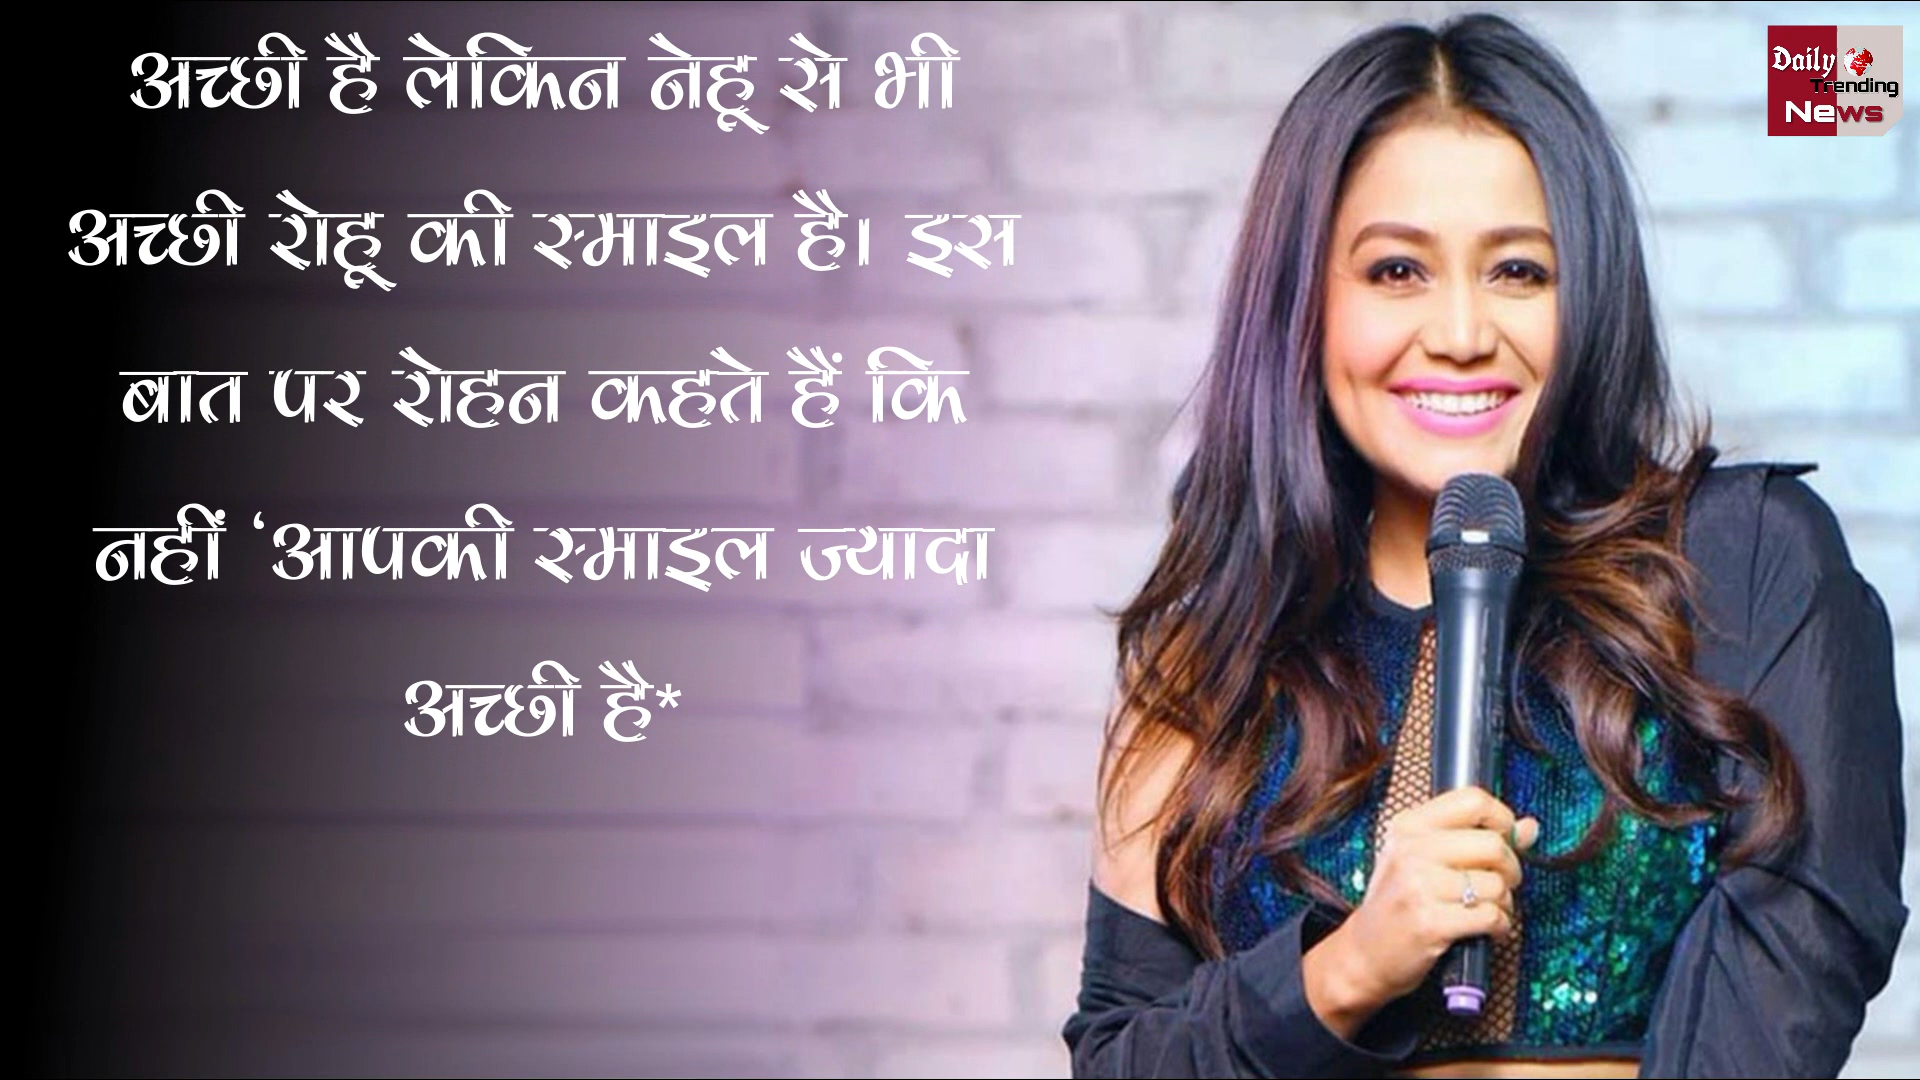 अच्छी है लेकिन नेहू से भी
अच्छी रोहू की स्माइल है। इस
बात पर रोहन कहते हैं कि
नहीं ‘आपकी स्माइल ज्यादा
अच्छी है*
Daily
Trending
News